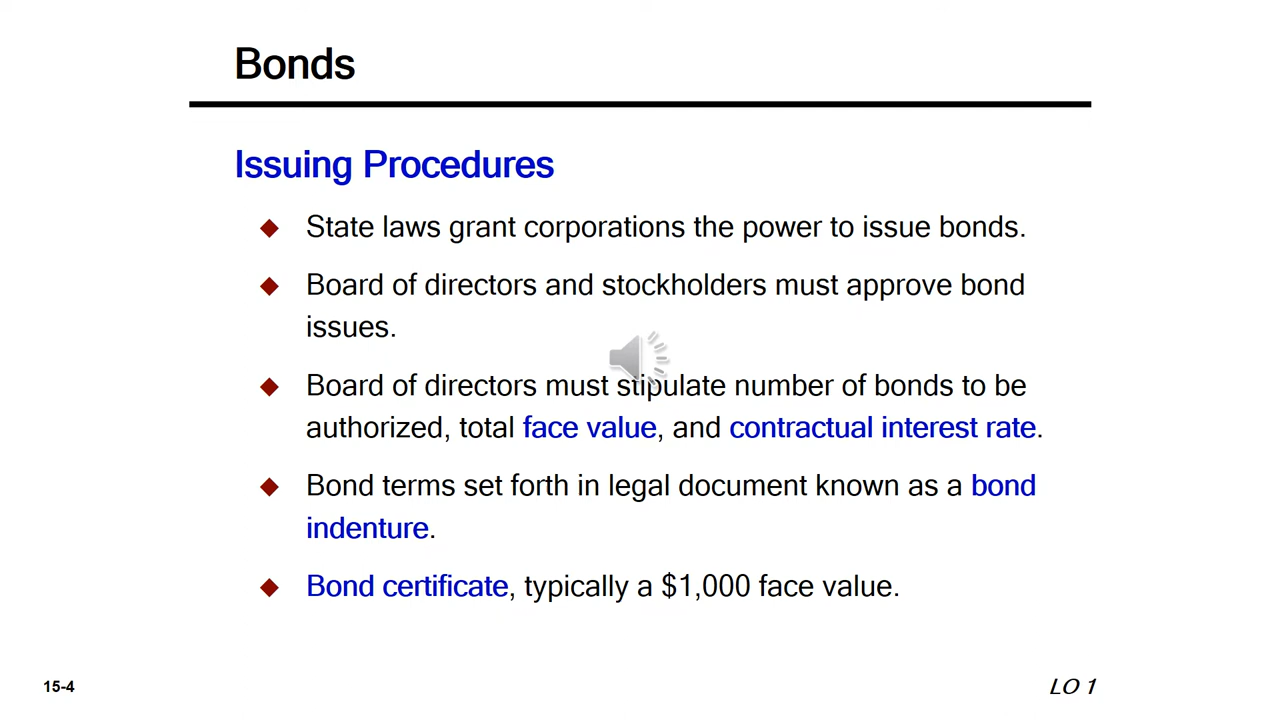 Bonds
Issuing Procedures
State laws grant corporations the power to issue bonds.
Board of directors and stockholders must approve bond
issues.
Board of directors must stipulate number of bonds to be
authorized, total face value, and contractual interest rate.
Bond terms set forth in legal document known as a bond
indenture.
Bond certificate, typically a $1,000 face value.
15-4
LO 1